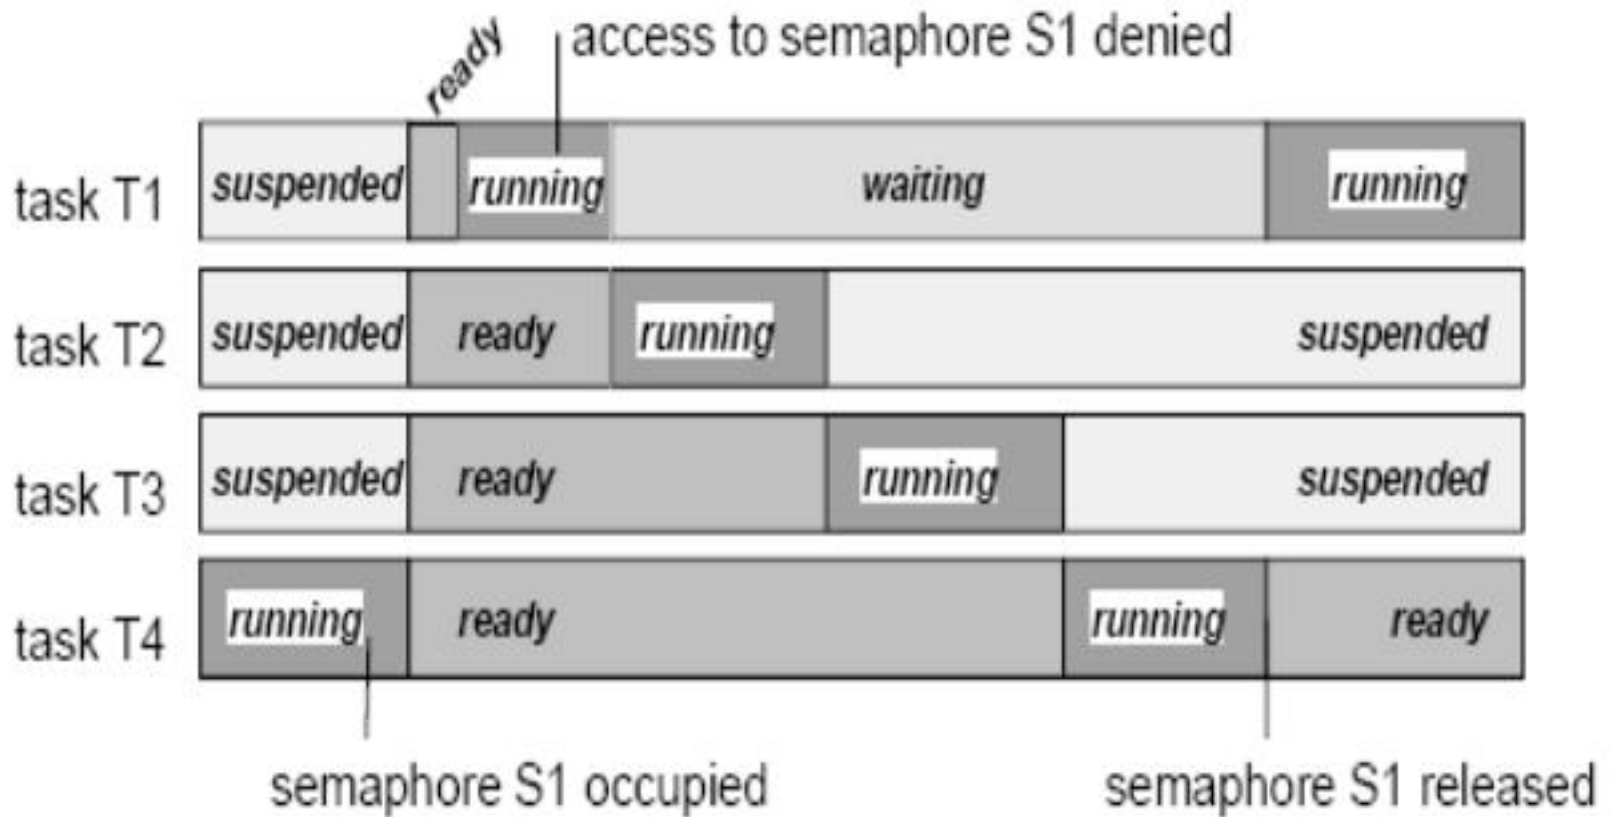 ready
access to semaphore S1 denied
task T1
suspended
running
waiting
running
task T2
suspended
ready
running
suspended
task T3
suspended
ready
running
suspended
task T4
running
ready
running
ready
semaphore S1 occupied
semaphore S1 released